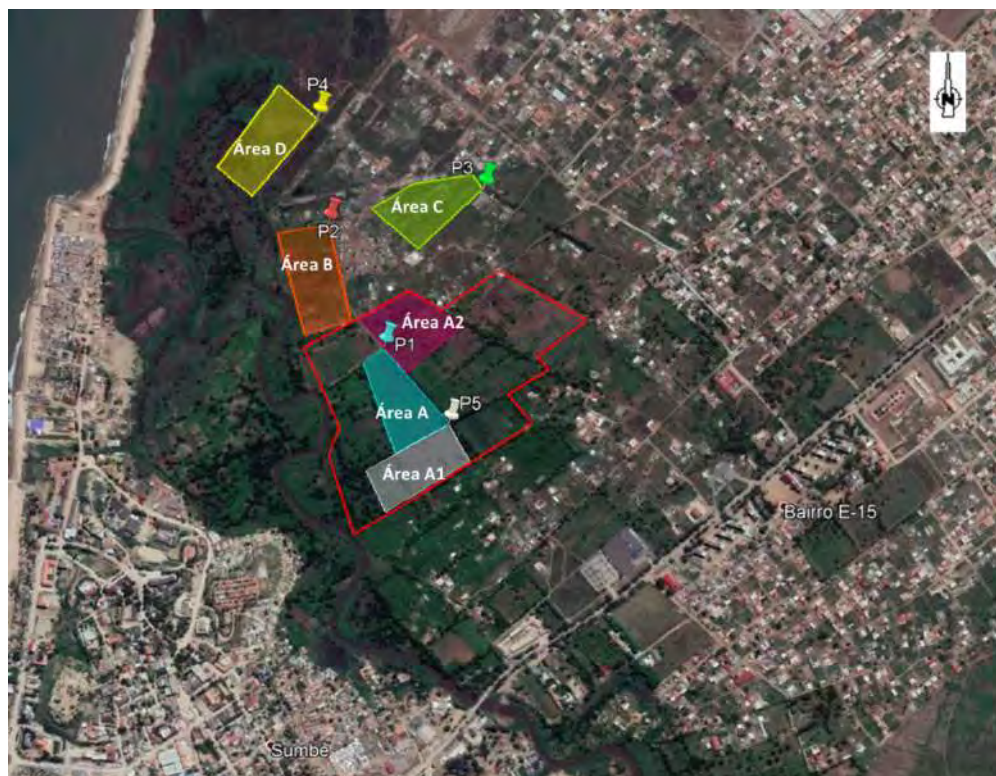 P4
Área D
P3
Área C
P2
Área B
Área A2
P1
P5
Área A
Área A1
Bairro E-15
Sumbe
N